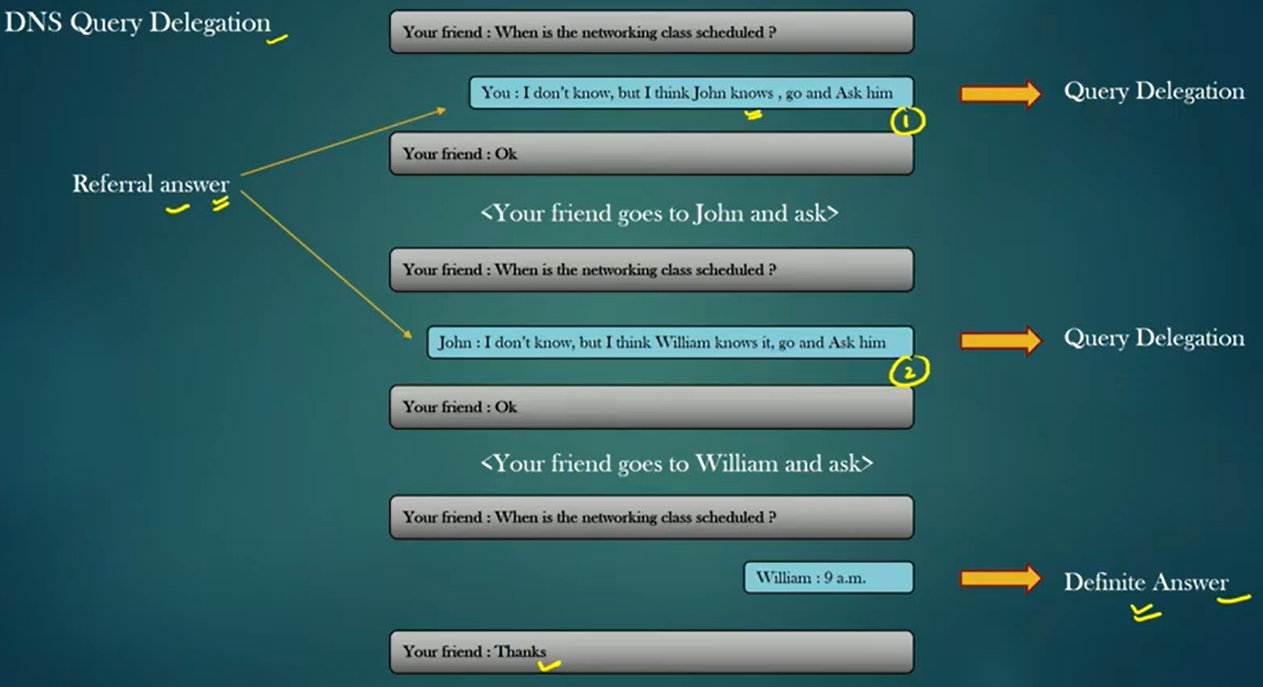 DNS Query Delegation
Your friend : When is the networking class scheduled ?
You : I don't know, but I think John knows , go and Ask him
Query Delegation
1
Your friend : Ok
Referral answer
<Your friend goes to John and ask>
Your friend : When is the networking class scheduled ?
John : I don't know, but I think William knows it, go and Ask him
Query Delegation
2
Your friend : Ok
<Your friend goes to William and ask>
Your friend : When is the networking class scheduled ?
William : 9 a.m.
Definite Answer
Your friend : Thanks